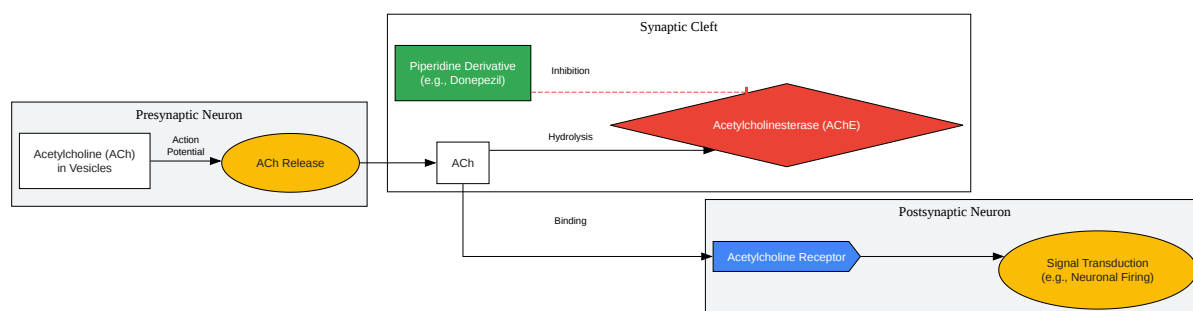 Presynaptic Neuron
Acetylcholine (ACh)
in Vesicles
Action
Potential
ACh Release
Synaptic Cleft
Piperidine Derivative
(e.g., Donepezil)
Inhibition
Acetylcholinesterase (AChE)
ACh
Hydrolysis
Binding
Postsynaptic Neuron
Acetylcholine Receptor
Signal Transduction
(e.g., Neuronal Firing)